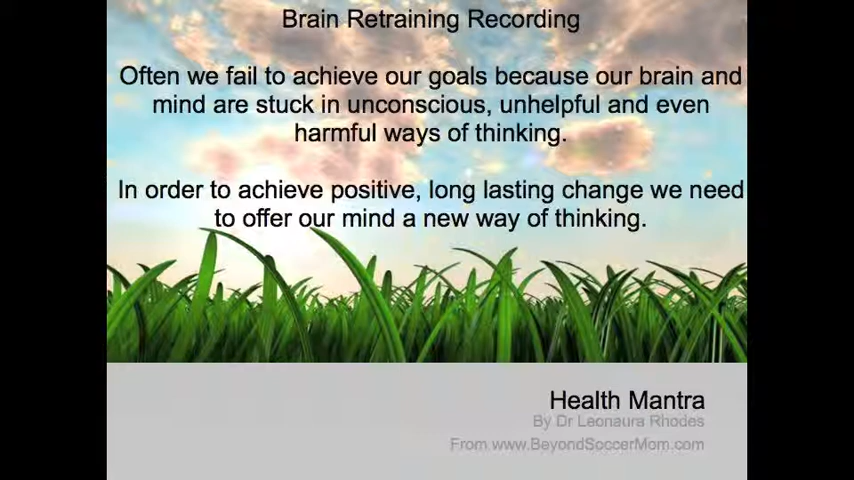 Brain Retraining Recording
Often we fail to achieve our goals because our brain and
mind are stuck in unconscious, unhelpful and even
harmful ways of thinking.
In order to achieve positive, long lasting change we need
to offer our mind a new way of thinking.
Health Mantra
By Dr Leonaura Rhodes
From www.BeyondSoccerMom.com